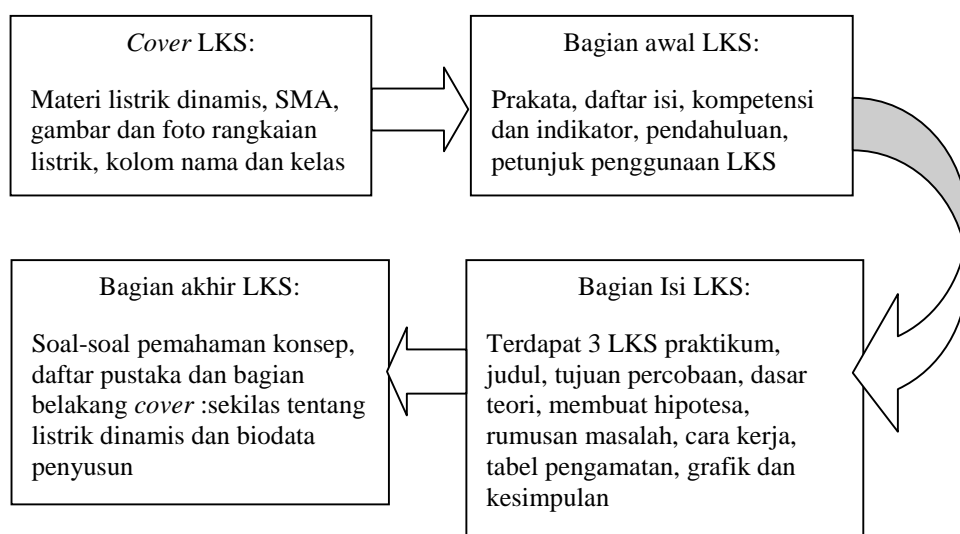 Cover LKS:
Materi listrik dinamis, SMA,
gambar dan foto rangkaian
listrik, kolom nama dan kelas
Bagian awal LKS:
Prakata, daftar isi, kompetensi
dan indikator, pendahuluan,
petunjuk penggunaan LKS
Bagian Isi LKS:
Terdapat 3 LKS praktikum,
judul, tujuan percobaan, dasar
teori, membuat hipotesa,
rumusan masalah, cara kerja,
tabel pengamatan, grafik dan
kesimpulan
Bagian akhir LKS:
Soal-soal pemahaman konsep,
daftar pustaka dan bagian
belakang cover :sekilas tentang
listrik dinamis dan biodata
penyusun